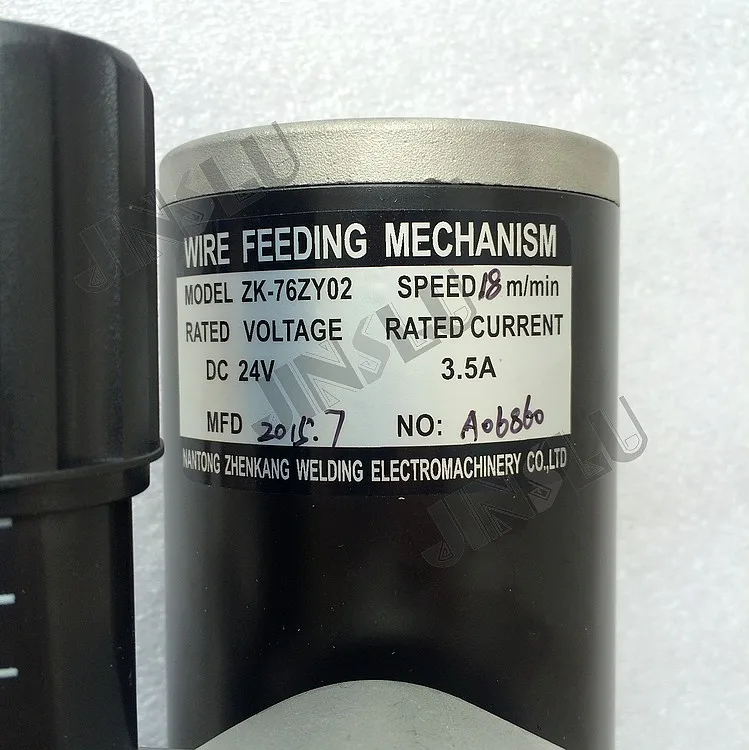 WIRE FEEDING MECHANISM
MODEL ZK-76ZY02 SPEED 18 m/min
RATED VOLTAGE RATED CURRENT
DC 24V 3.5A
MFD 2015.7 NO: A06860
NANTONG ZHENKANG WELDING ELECTROMACHINERY CO.,LTD
JINSLU
JINSLU
JINSLU
JINSLU